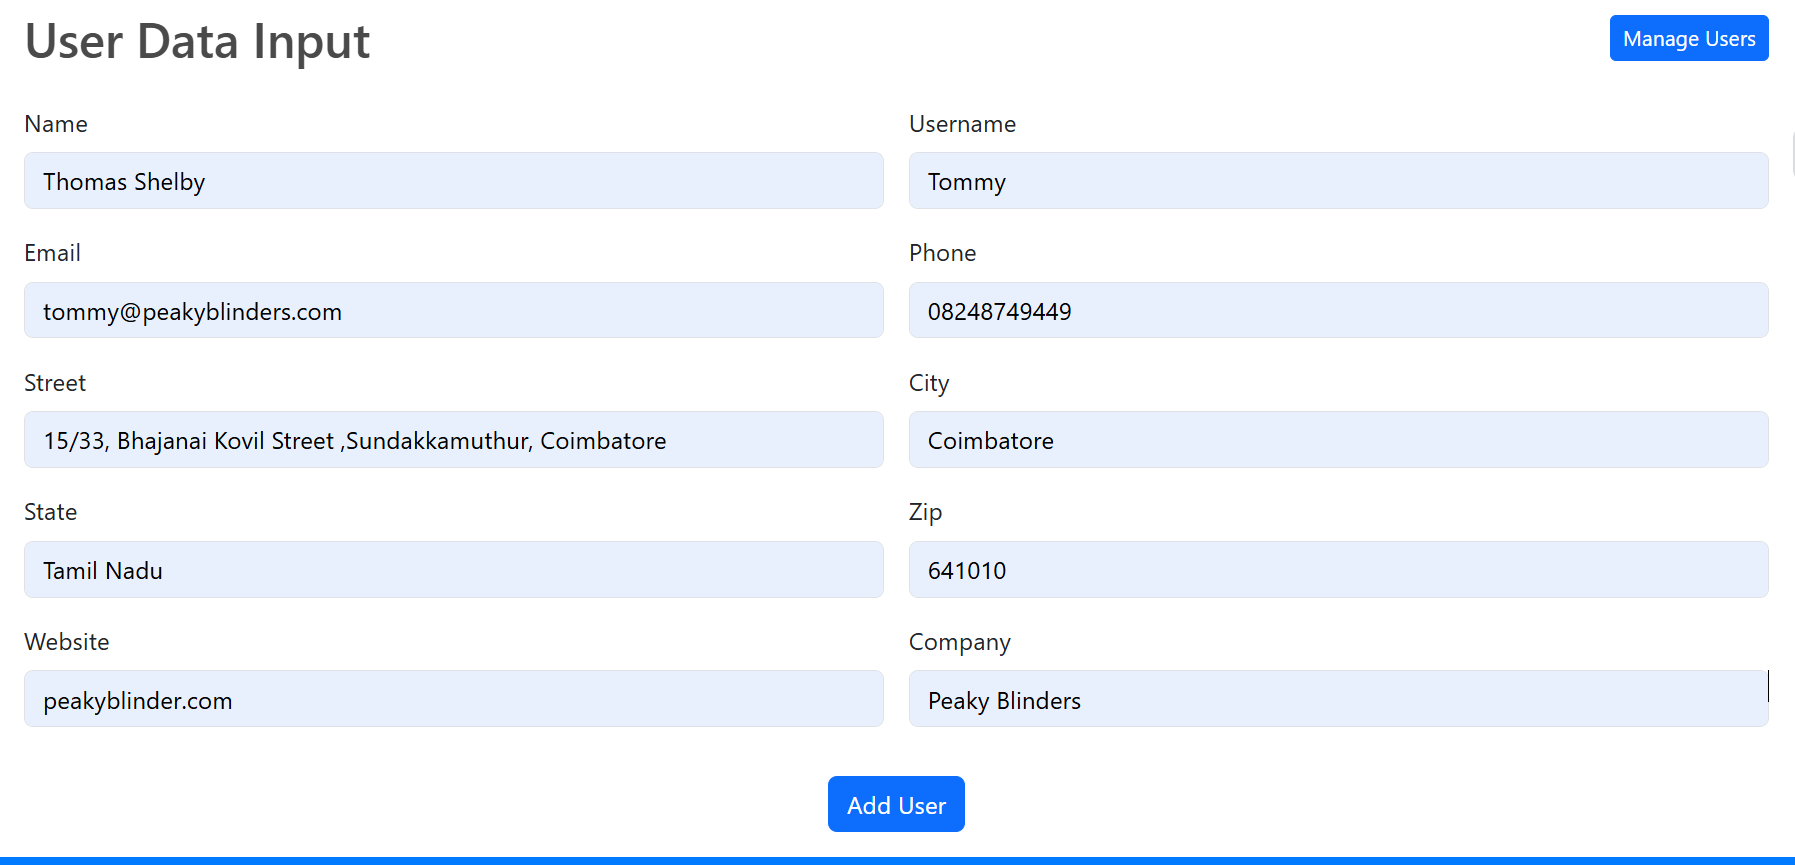 User Data Input
Manage Users
Name
Username
Thomas Shelby
Tommy
Email
Phone
tommy@peakyblinders.com
08248749449
Street
City
15/33, Bhajanai Kovil Street ,Sundakkamuthur, Coimbatore
Coimbatore
State
Zip
Tamil Nadu
641010
Website
Company
peakyblinder.com
Peaky Blinders
Add User